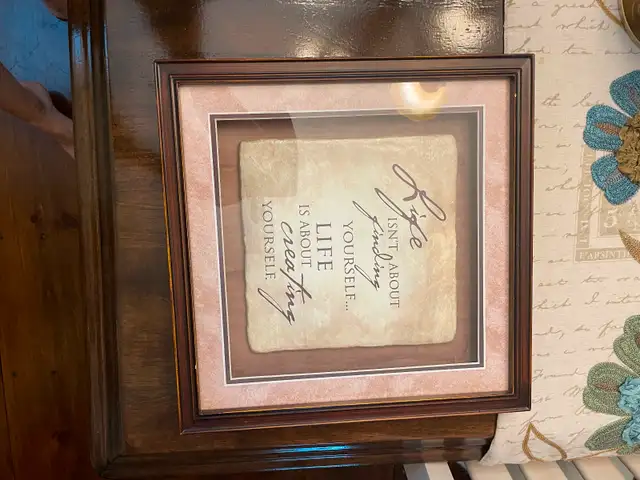 Life
ISN'T ABOUT
finding
YOURSELF...
LIFE
IS ABOUT
creating
YOURSELF.